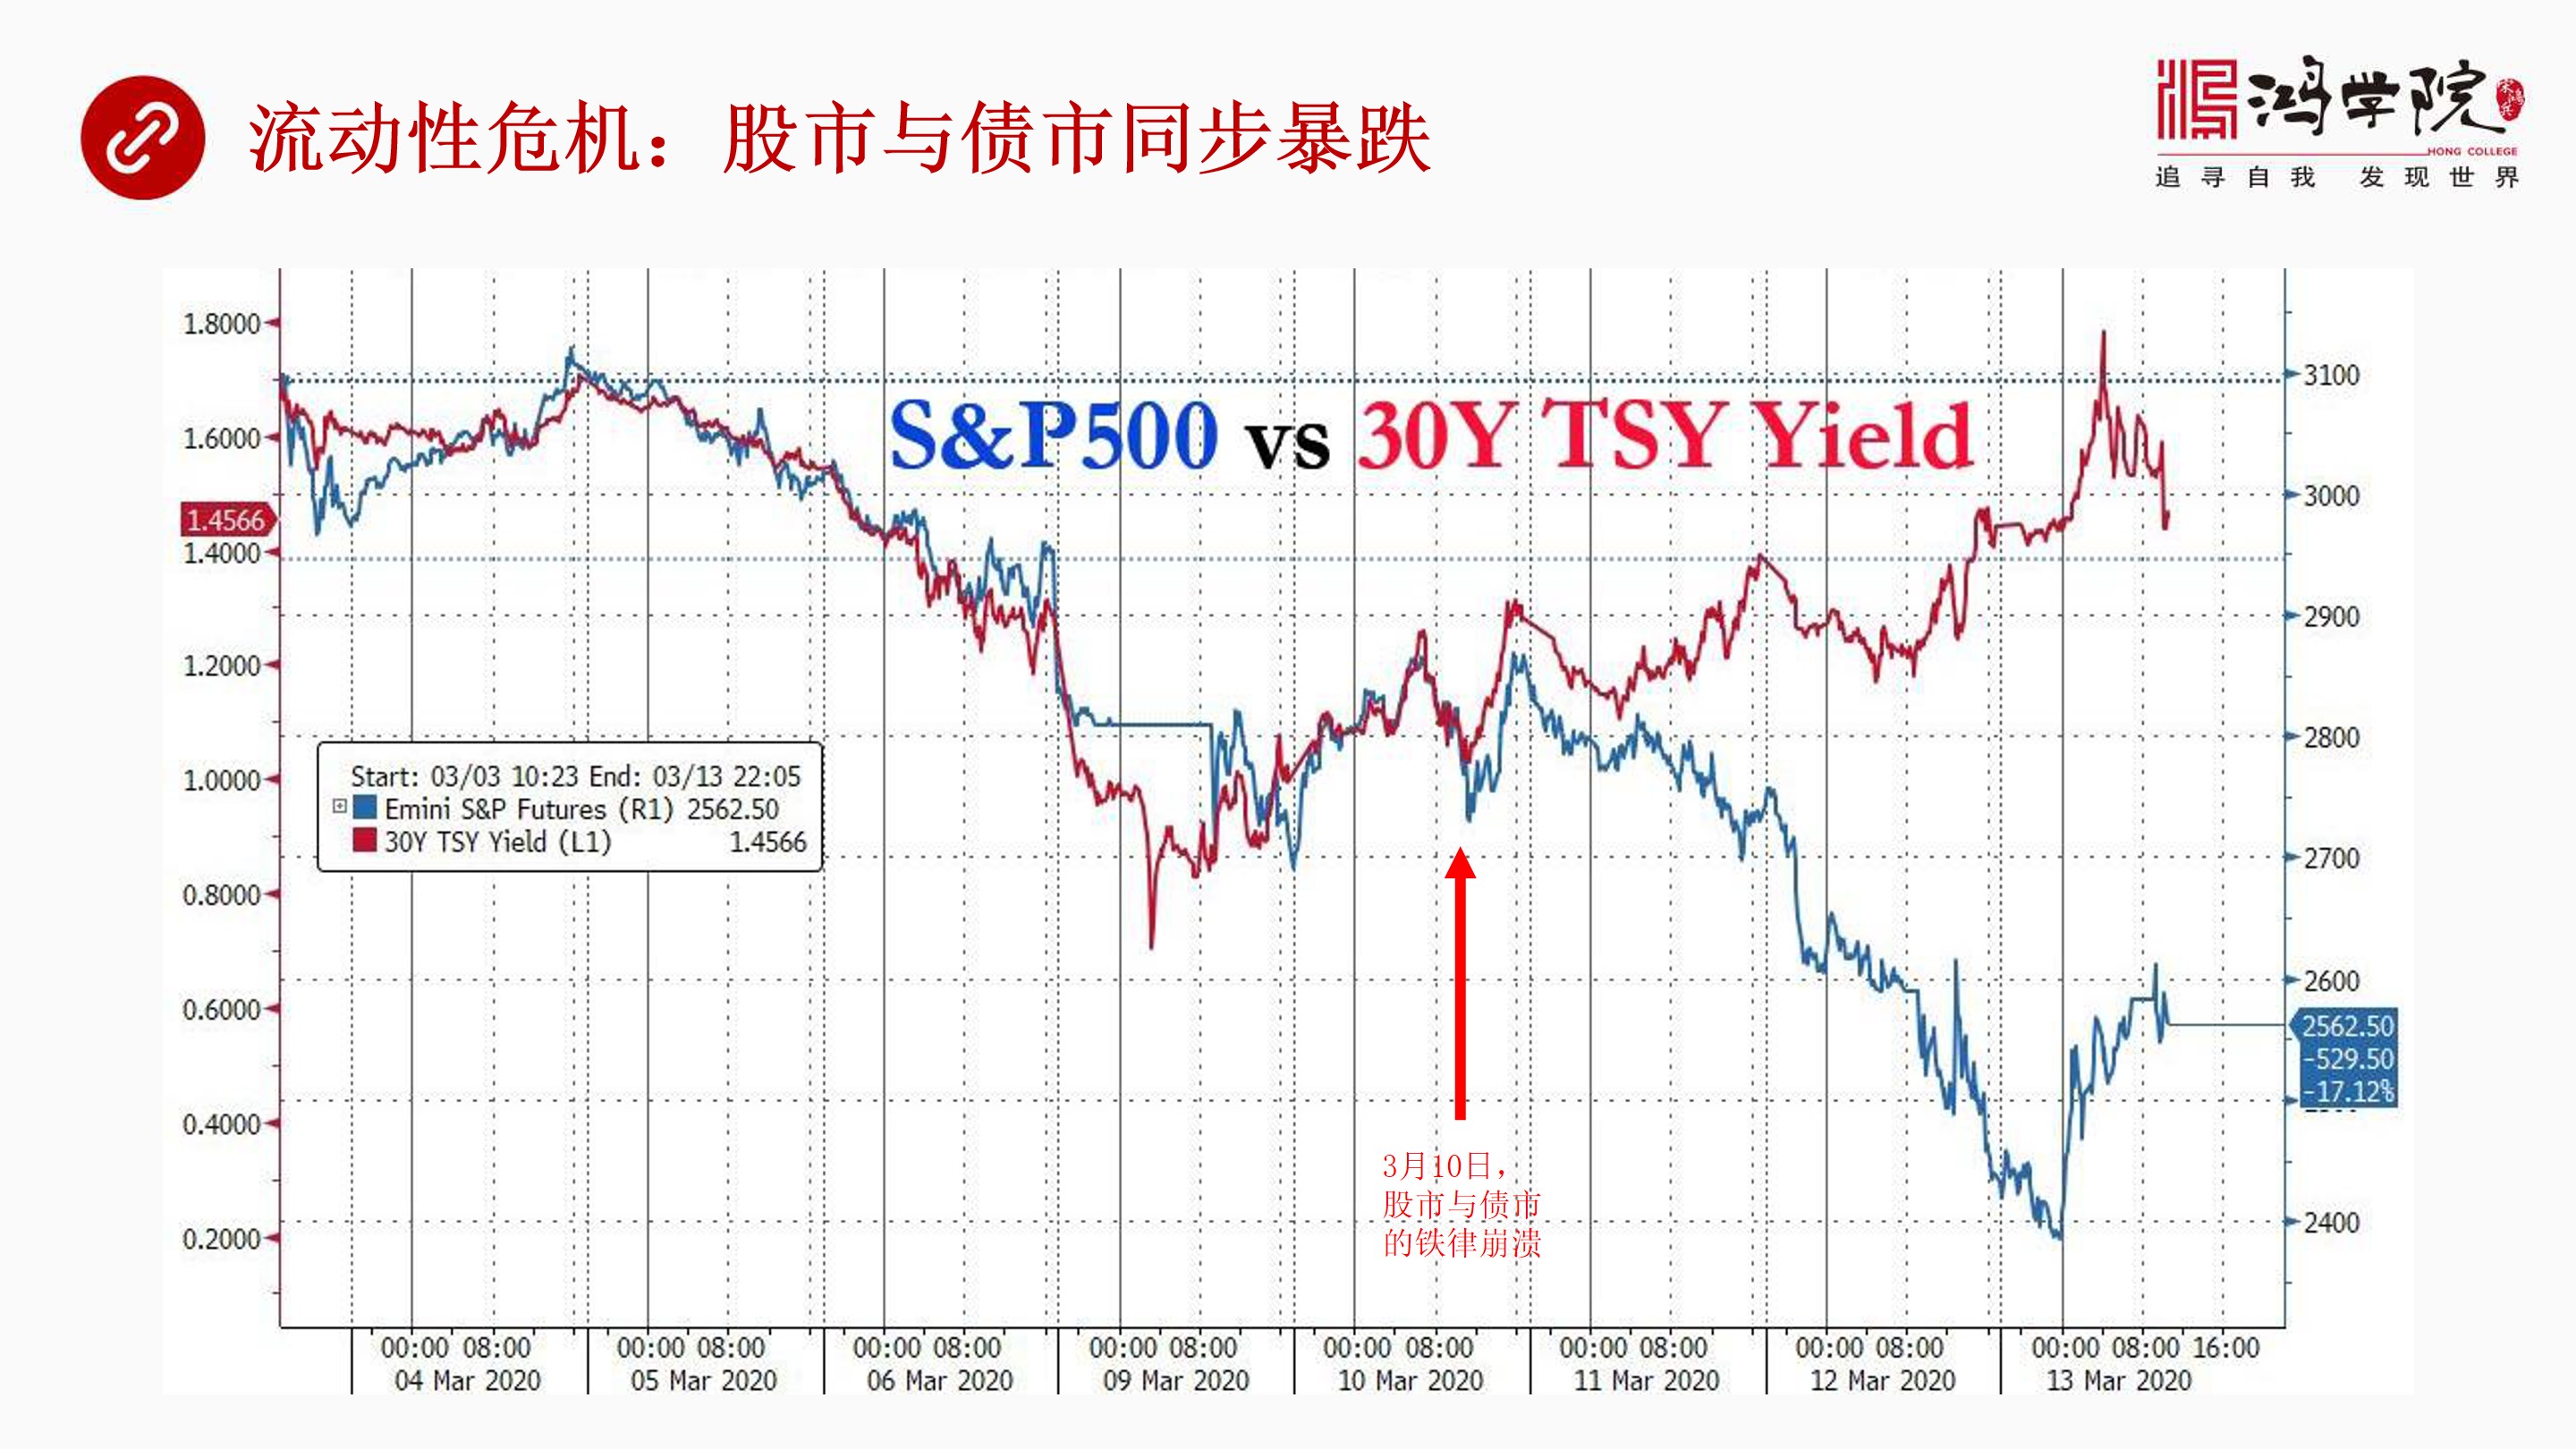 流动性危机：股市与债市同步暴跌
鸿学院
HONG COLLEGE
追寻自我 发现世界
S&P500 vs 30Y TSY Yield
1.8000
1.6000
1.4566
1.4000
1.2000
1.0000
0.8000
0.6000
0.4000
0.2000
Start: 03/03 10:23 End: 03/13 22:05
Emini S&P Futures (R1) 2562.50
30Y TSY Yield (L1) 1.4566
3月10日，
股市与债市
的铁律崩溃
3100
3000
2900
2800
2700
2600
2562.50
-529.50
-17.12%
2400
00:00 08:00 00:00 08:00 00:00 08:00 00:00 08:00 00:00 08:00 00:00 08:00 00:00 08:00 00:00 08:00 16:00
04 Mar 2020 05 Mar 2020 06 Mar 2020 09 Mar 2020 10 Mar 2020 11 Mar 2020 12 Mar 2020 13 Mar 2020